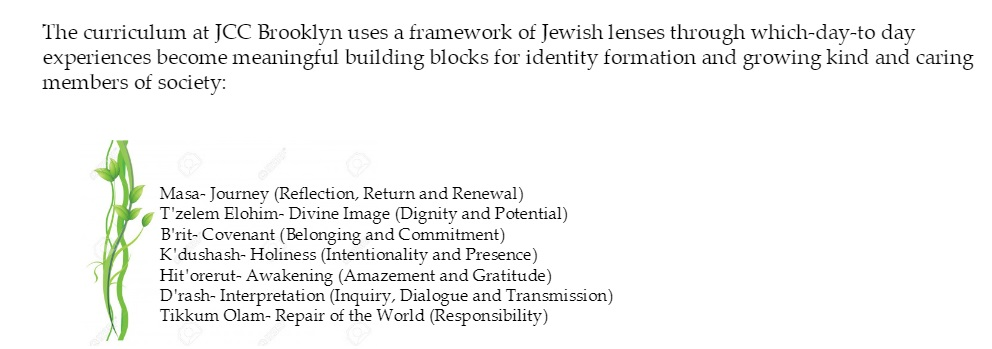 The curriculum at JCC Brooklyn uses a framework of Jewish lenses through which-day-to day
experiences become meaningful building blocks for identity formation and growing kind and caring
members of society:
Masa- Journey (Reflection, Return and Renewal)
T'zelem Elohim- Divine Image (Dignity and Potential)
B'rit- Covenant (Belonging and Commitment)
K'dushash- Holiness (Intentionality and Presence)
Hit'orerut- Awakening (Amazement and Gratitude)
D'rash- Interpretation (Inquiry, Dialogue and Transmission)
Tikkum Olam- Repair of the World (Responsibility)